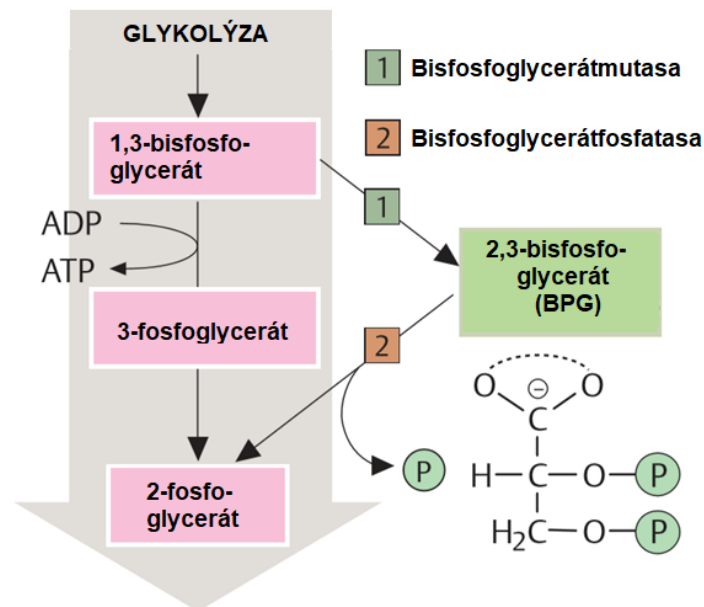 GLYKOLÝZA
1 Bisfosfoglycerátmutasa
2 Bisfosfoglycerátfosfatasa
1,3-bisfosfo-
glycerát
1
ADP
ATP
2,3-bisfosfo-
glycerát
(BPG)
3-fosfoglycerát
2
P
2-fosfo-
glycerát
O ⊖ O
C
H–C–O–P
H₂C–O–P